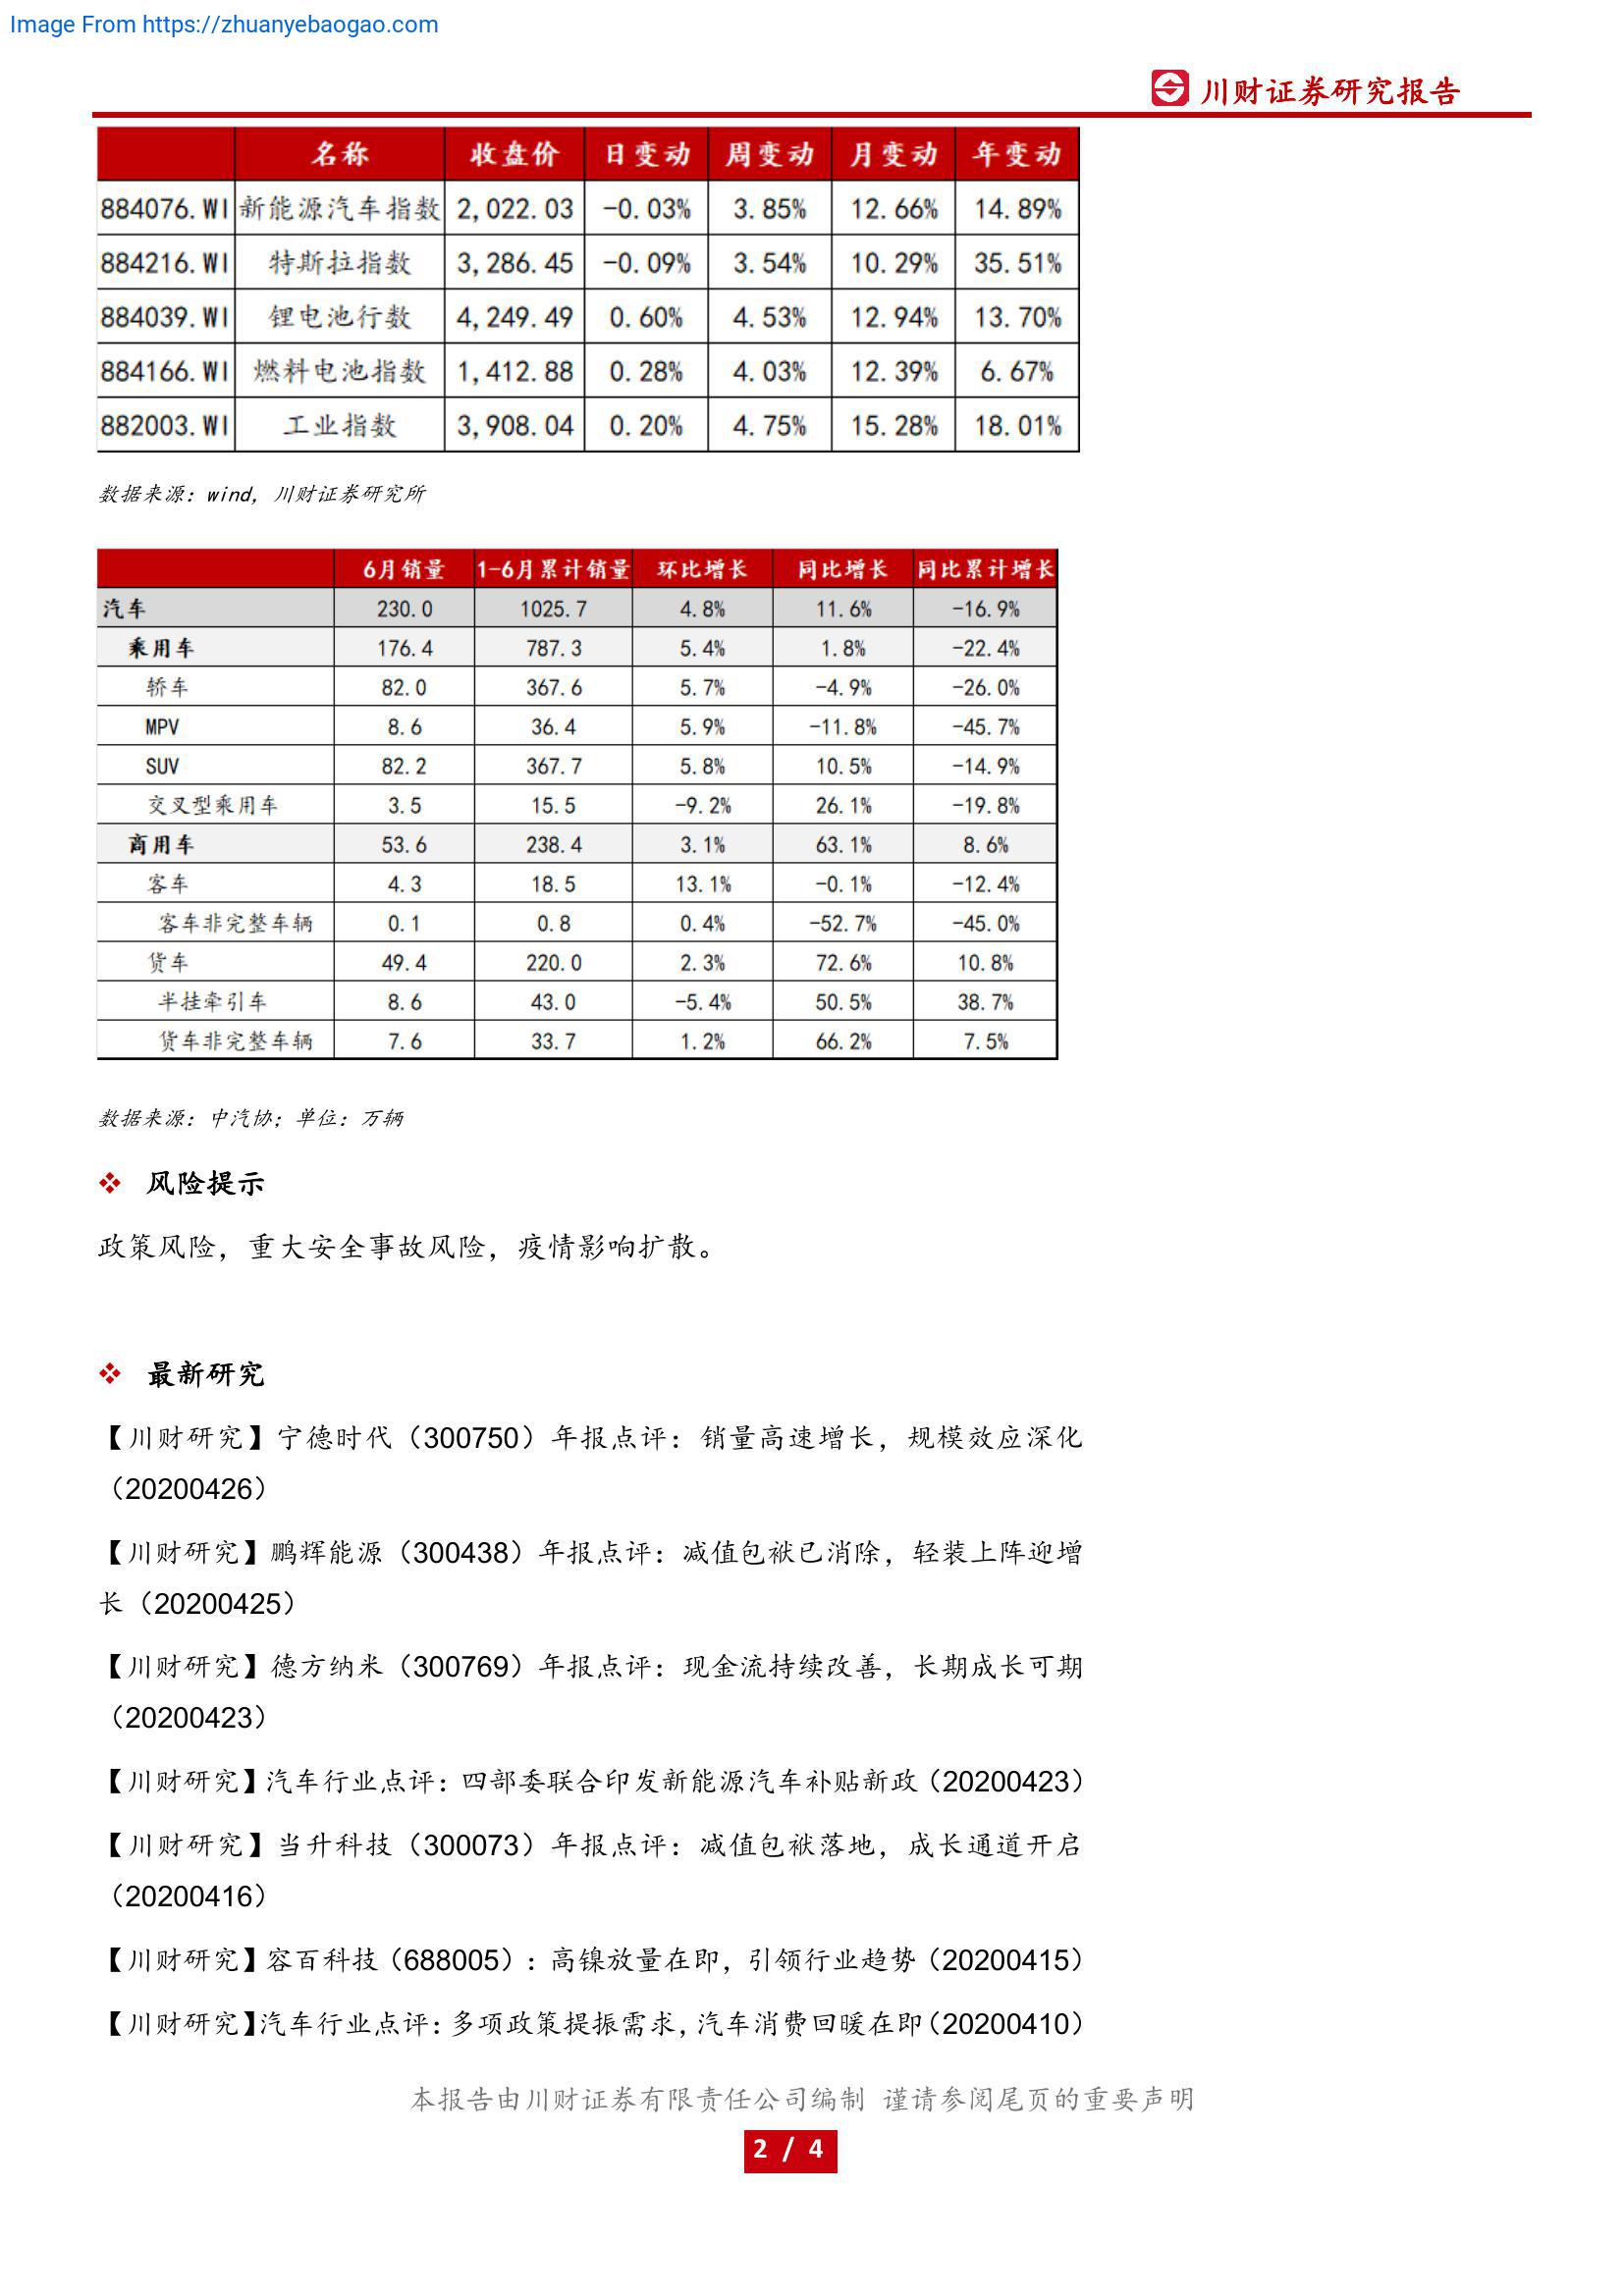 Image From https://zhuanyebaogao.com
川财证券研究报告
名称 收盘价 日变动 周变动 月变动 年变动
884076.WI 新能源汽车指数 2,022.03 -0.03% 3.85% 12.66% 14.89%
884216.WI 特斯拉指数 3,286.45 -0.09% 3.54% 10.29% 35.51%
884039.WI 锂电池行数 4,249.49 0.60% 4.53% 12.94% 13.70%
884166.WI 燃料电池指数 1,412.88 0.28% 4.03% 12.39% 6.67%
882003.WI 工业指数 3,908.04 0.20% 4.75% 15.28% 18.01%
数据来源：wind，川财证券研究所
6月销量 1-6月累计销量 环比增长 同比增长 同比累计增长
汽车 230.0 1025.7 4.8% 11.6% -16.9%
乘用车 176.4 787.3 5.4% 1.8% -22.4%
轿车 82.0 367.6 5.7% -4.9% -26.0%
MPV 8.6 36.4 5.9% -11.8% -45.7%
SUV 82.2 367.7 5.8% 10.5% -14.9%
交叉型乘用车 3.5 15.5 -9.2% 26.1% -19.8%
商用车 53.6 238.4 3.1% 63.1% 8.6%
客车 4.3 18.5 13.1% -0.1% -12.4%
客车非完整车辆 0.1 0.8 0.4% -52.7% -45.0%
货车 49.4 220.0 2.3% 72.6% 10.8%
半挂牵引车 8.6 43.0 -5.4% 50.5% 38.7%
货车非完整车辆 7.6 33.7 1.2% 66.2% 7.5%
数据来源：中汽协；单位：万辆
❖ 风险提示
政策风险，重大安全事故风险，疫情影响扩散。
❖ 最新研究
【川财研究】宁德时代（300750）年报点评：销量高速增长，规模效应深化
（20200426）
【川财研究】鹏辉能源（300438）年报点评：减值包袱已消除，轻装上阵迎增
长（20200425）
【川财研究】德方纳米（300769）年报点评：现金流持续改善，长期成长可期
（20200423）
【川财研究】汽车行业点评：四部委联合印发新能源汽车补贴新政（20200423）
【川财研究】当升科技（300073）年报点评：减值包袱落地，成长通道开启
（20200416）
【川财研究】容百科技（688005）：高镍放量在即，引领行业趋势（20200415）
【川财研究】汽车行业点评：多项政策提振需求，汽车消费回暖在即（20200410）
本报告由川财证券有限责任公司编制 谨请参阅尾页的重要声明
2 / 4